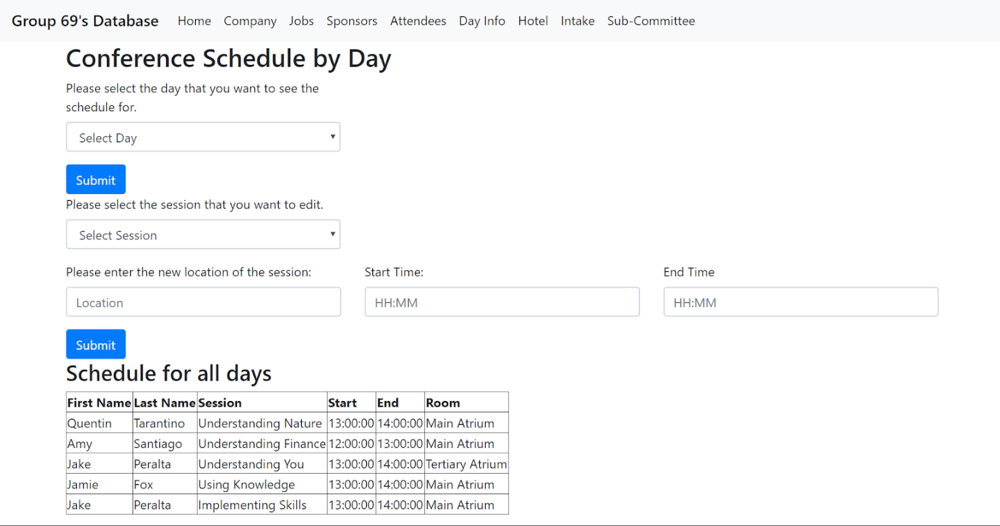 Group 69's Database Home Company Jobs Sponsors Attendees Day Info Hotel Intake Sub-Committee
Conference Schedule by Day
Please select the day that you want to see the
schedule for.
Select Day
Submit
Please select the session that you want to edit.
Select Session
Please enter the new location of the session: Start Time: End Time
Location HH:MM HH:MM
Submit
Schedule for all days
First Name Last Name Session Start End Room
Quentin Tarantino Understanding Nature 13:00:00 14:00:00 Main Atrium
Amy Santiago Understanding Finance 12:00:00 13:00:00 Main Atrium
Jake Peralta Understanding You 13:00:00 14:00:00 Tertiary Atrium
Jamie Fox Using Knowledge 13:00:00 14:00:00 Main Atrium
Jake Peralta Implementing Skills 13:00:00 14:00:00 Main Atrium